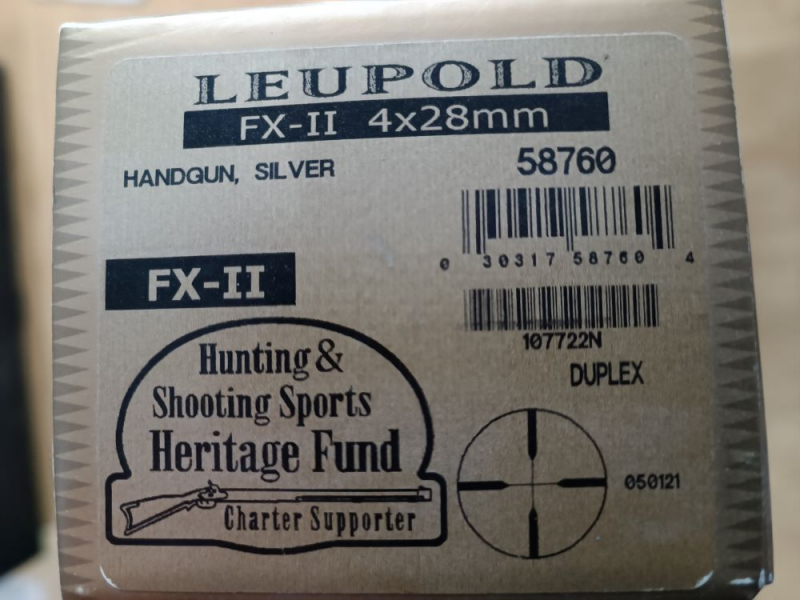 LEUPOLD
FX-II 4x28mm
HANDGUN, SILVER
58760
0 30317 58760 4
FX-II
107722N
DUPLEX
Hunting &
Shooting Sports
Heritage Fund
Charter Supporter
050121